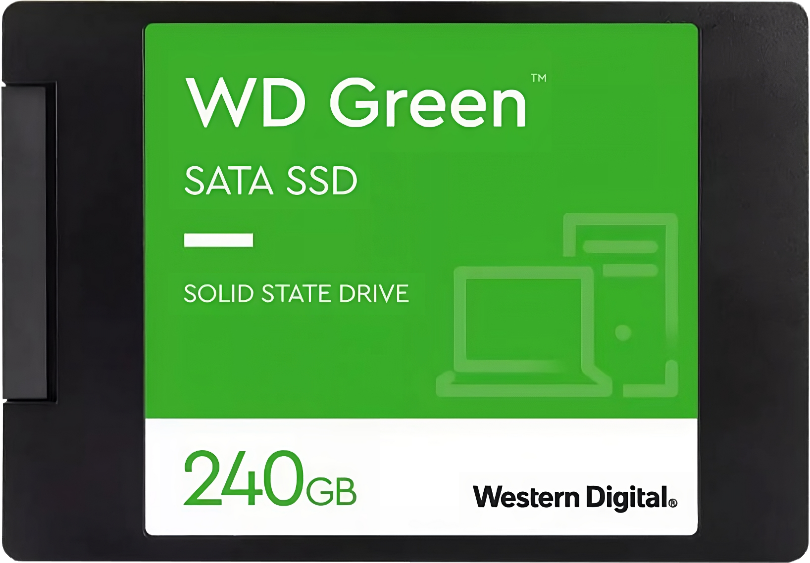 WD Green™
SATA SSD
SOLID STATE DRIVE
240GB
Western Digital®